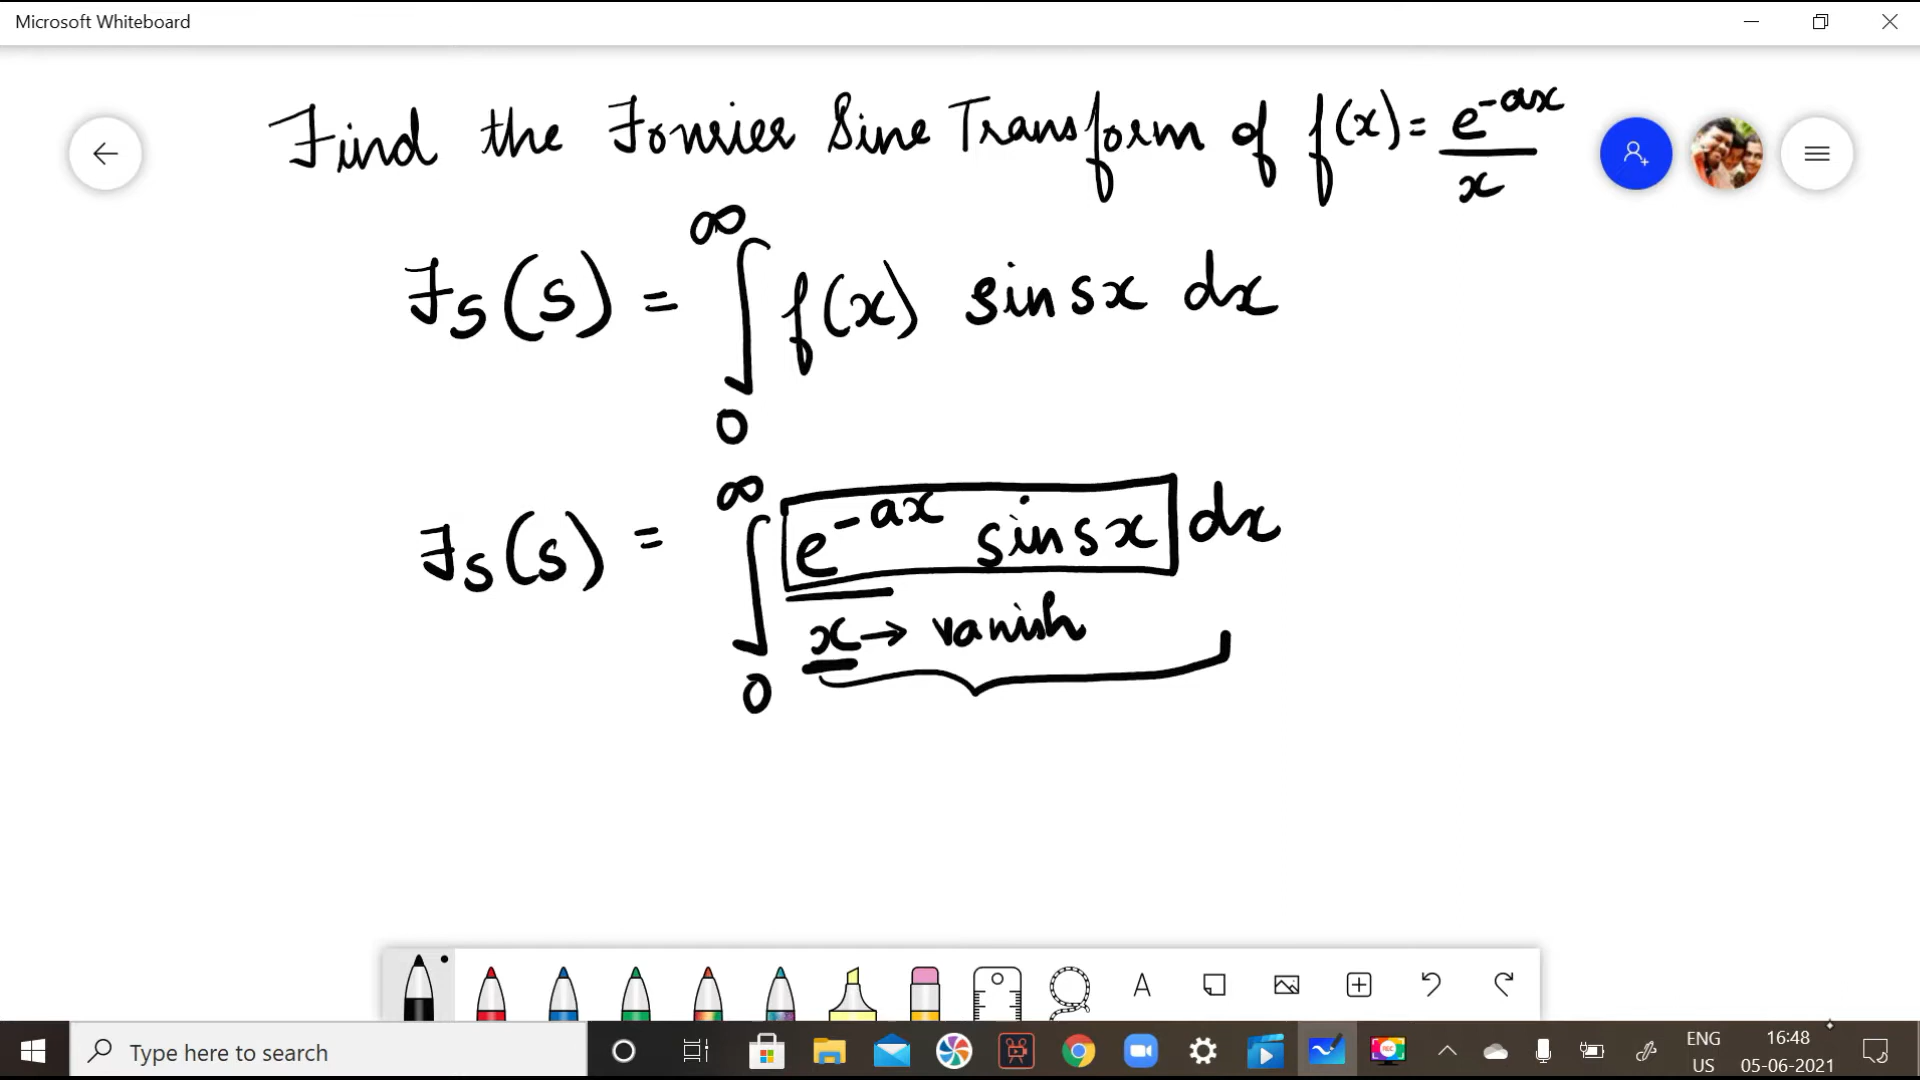 Microsoft Whiteboard
Find the Fourier Sine Transform of f(x) = e^-ax / x
Fs(s) = ∫0^∞ f(x) sin sx dx
Fs(s) = ∫0^∞ e^-ax sin sx dx
x → vanish
A
Type here to search
REC
ENG
US
16:48
05-06-2021